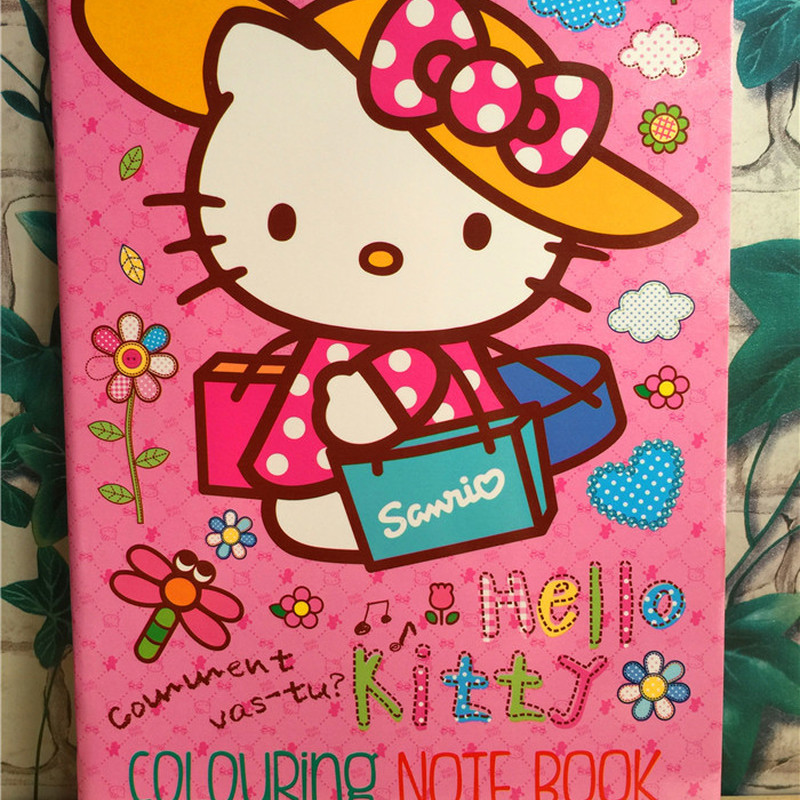 Sanrio
Hello
Kitty
comment
vas-tu?
COLOURING NOTE BOOK